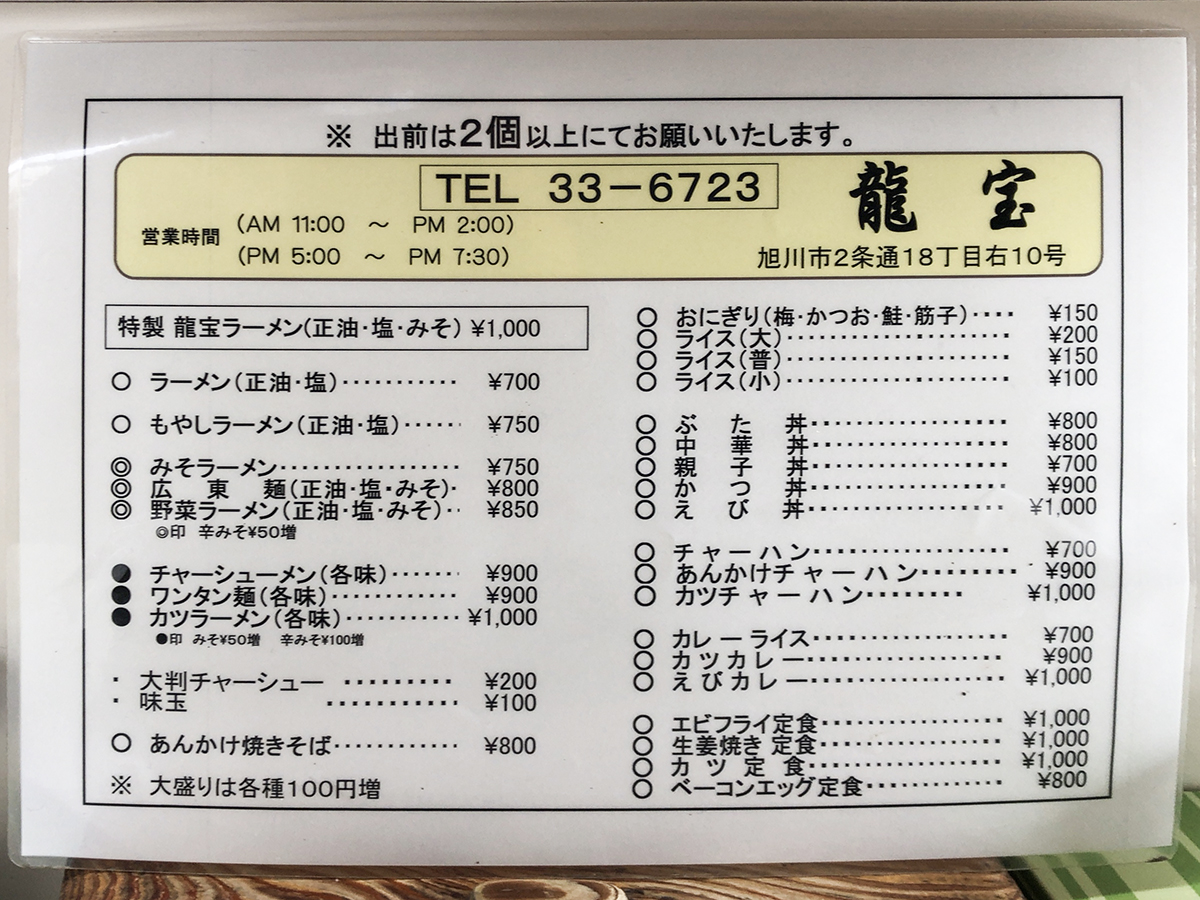 ※ 出前は2個以上にてお願いいたします。
TEL 33－6723
龍宝
営業時間
(AM 11:00 ～ PM 2:00)
(PM 5:00 ～ PM 7:30)
旭川市2条通18丁目右10号
特製 龍宝ラーメン(正油・塩・みそ) ¥1,000
○ ラーメン(正油・塩)・・・・・・・・・・・ ¥700
○ もやしラーメン(正油・塩)・・・・・ ¥750
◎ みそラーメン・・・・・・・・・・・・・・・・・ ¥750
◎ 広東麺(正油・塩・みそ)・ ¥800
◎ 野菜ラーメン(正油・塩・みそ)・・ ¥850
◎印 辛みそ¥50増
● チャーシューメン(各味)・・・・・・ ¥900
● ワンタン麺(各味)・・・・・・・・・・・・ ¥900
● カツラーメン(各味)・・・・・・・・・・・ ¥1,000
●印 みそ¥50増 辛みそ¥100増
・ 大判チャーシュー ・・・・・・・・・・ ¥200
・ 味玉 ・・・・・・・・・・・・ ¥100
○ あんかけ焼きそば・・・・・・・・・・・・ ¥800
※ 大盛りは各種100円増
○ おにぎり(梅・かつお・鮭・筋子)・・・・ ¥150
○ ライス(大)・・・・・・・・・・・・・・・・・・・・・ ¥200
○ ライス(普)・・・・・・・・・・・・・・・・・・・・・ ¥150
○ ライス(小)・・・・・・・・・・・・・・・・・・・・・ ¥100
○ ぶた丼・・・・・・・・・・・・・・・・・・・ ¥800
○ 中華丼・・・・・・・・・・・・・・・・・・・ ¥800
○ 親子丼・・・・・・・・・・・・・・・・・・・ ¥700
○ かつ丼・・・・・・・・・・・・・・・・・・・ ¥900
○ えび丼・・・・・・・・・・・・・・・・・・・ ¥1,000
○ チャーハン・・・・・・・・・・・・・・・・・・・ ¥700
○ あんかけチャーハン・・・・・・・・・ ¥900
○ カツチャーハン・・・・・・・・ ¥1,000
○ カレーライス・・・・・・・・・・・・・・・・・・・ ¥700
○ カツカレー・・・・・・・・・・・・・・・・・・・ ¥900
○ えびカレー・・・・・・・・・・・・・・・・・・・ ¥1,000
○ エビフライ定食・・・・・・・・・・・・・・・・・ ¥1,000
○ 生姜焼き 定食・・・・・・・・・・・・・・・・・ ¥1,000
○ カツ定食・・・・・・・・・・・・・・・・・・・ ¥1,000
○ ベーコンエッグ定食・・・・・・・・・・・・・ ¥800